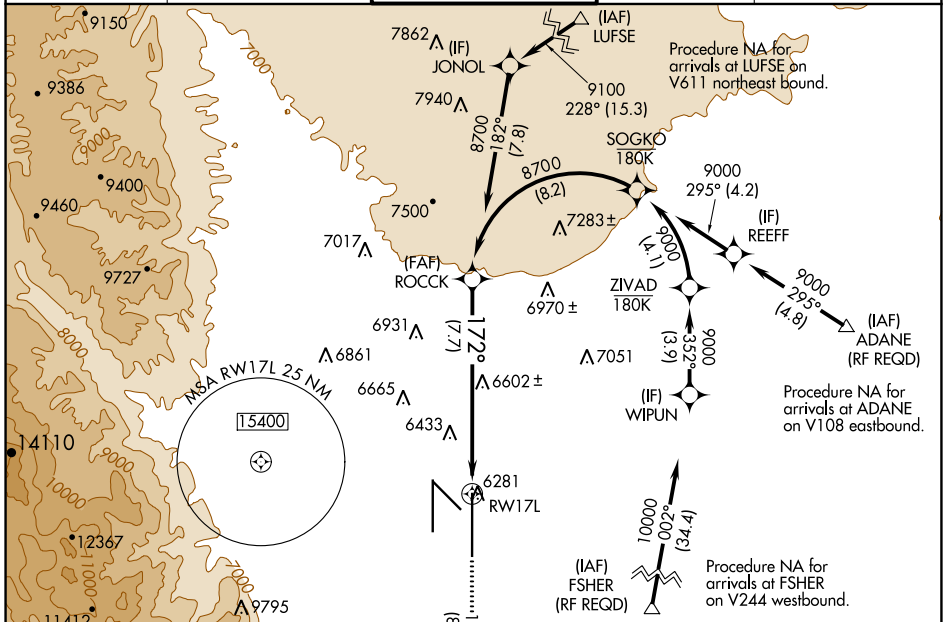 9150
7000
7862
(IF)
JONOL
(IAF)
LUFSE
Procedure NA for
arrivals at LUFSE on
V611 northeast bound.
9386
7940
9100
228° (15.3)
9000
8700
182°
(7.8)
SOGKO
180K
8700
(8.2)
9000
295° (4.2)
9400
9460
7500
7283 ±
(IF)
REEFF
7017
(FAF)
ROCCK
9000
(4.1)
9727
ZIVAD
180K
9000
295°
(4.8)
6970 ±
(IAF)
ADANE
(RF REQD)
8000
6931
172°
(7.7)
9000
352°
(3.9)
6861
7051
MSA RW17L 25 NM
6665
6602 ±
(IF)
WIPUN
Procedure NA for
arrivals at ADANE
on V108 eastbound.
15400
6433
14110
9000
10000
6281
RW17L
10000
002°
(34.4)
12367
11000
7000
(IAF)
FSHER
(RF REQD)
Procedure NA for
arrivals at FSHER
on V244 westbound.
9795
11412